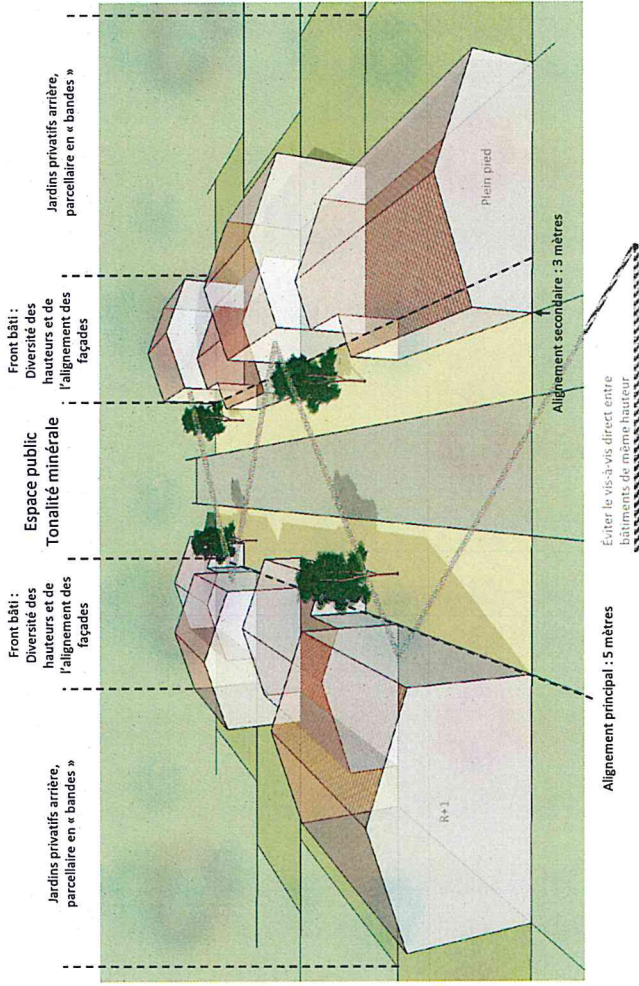 Jardins privatifs arrière,
parcellaire en « bandes »
Front bâti :
Diversité des
hauteurs et de
l'alignement des
façades
Espace public
Tonalité minérale
Front bâti :
Diversité des
hauteurs et de
l'alignement des
façades
Jardins privatifs arrière,
parcellaire en « bandes »
R+1
Plein pied
Alignement principal : 5 mètres
Alignement secondaire : 3 mètres
Éviter le vis-à-vis direct entre
bâtiments de même hauteur